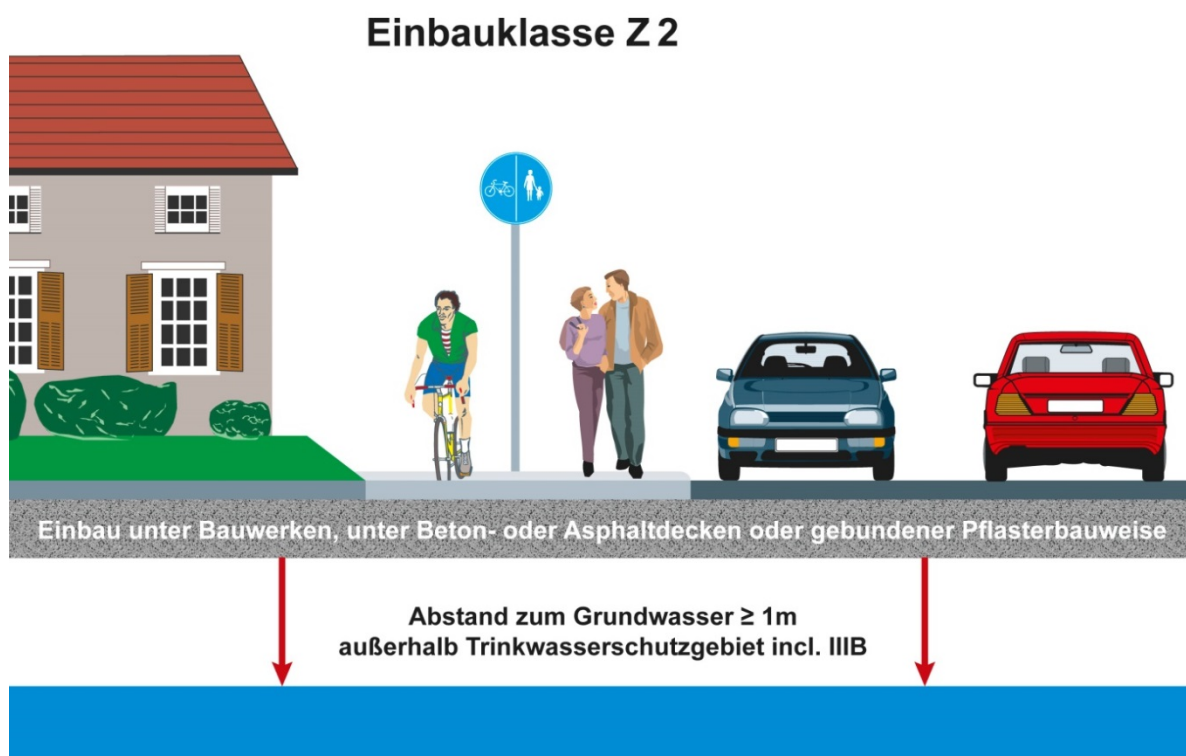 Einbauklasse Z 2
Einbau unter Bauwerken, unter Beton- oder Asphaltdecken oder gebundener Pflasterbauweise
Abstand zum Grundwasser ≥ 1m
außerhalb Trinkwasserschutzgebiet incl. IIIB